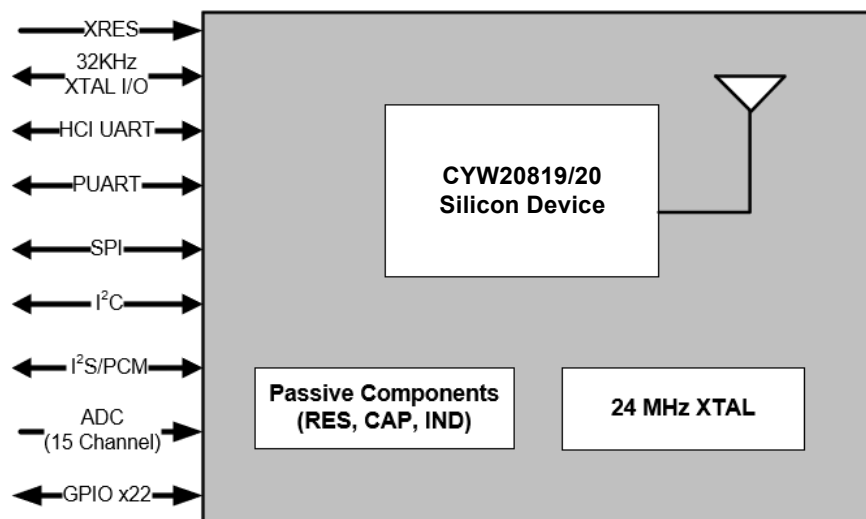 XRES
32KHz
XTAL I/O
HCI UART
PUART
SPI
I²C
I²S/PCM
ADC
(15 Channel)
GPIO x22
CYW20819/20
Silicon Device
Passive Components
(RES, CAP, IND)
24 MHz XTAL